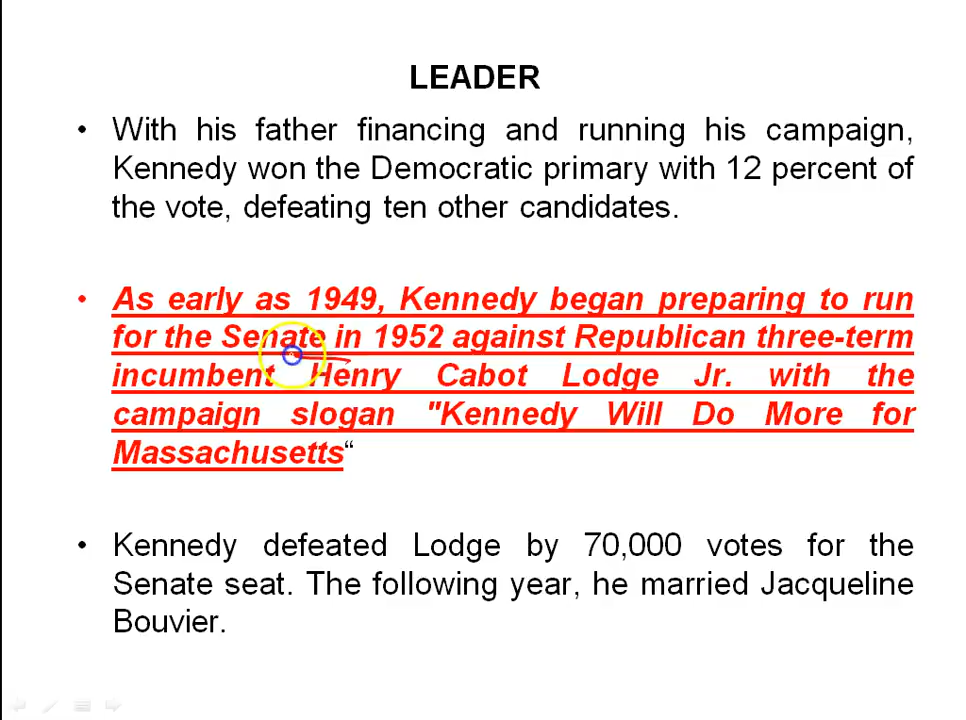 LEADER
• With his father financing and running his campaign,
Kennedy won the Democratic primary with 12 percent of
the vote, defeating ten other candidates.
• As early as 1949, Kennedy began preparing to run
for the Senate in 1952 against Republican three-term
incumbent Henry Cabot Lodge Jr. with the
campaign slogan "Kennedy Will Do More for
Massachusetts“
• Kennedy defeated Lodge by 70,000 votes for the
Senate seat. The following year, he married Jacqueline
Bouvier.